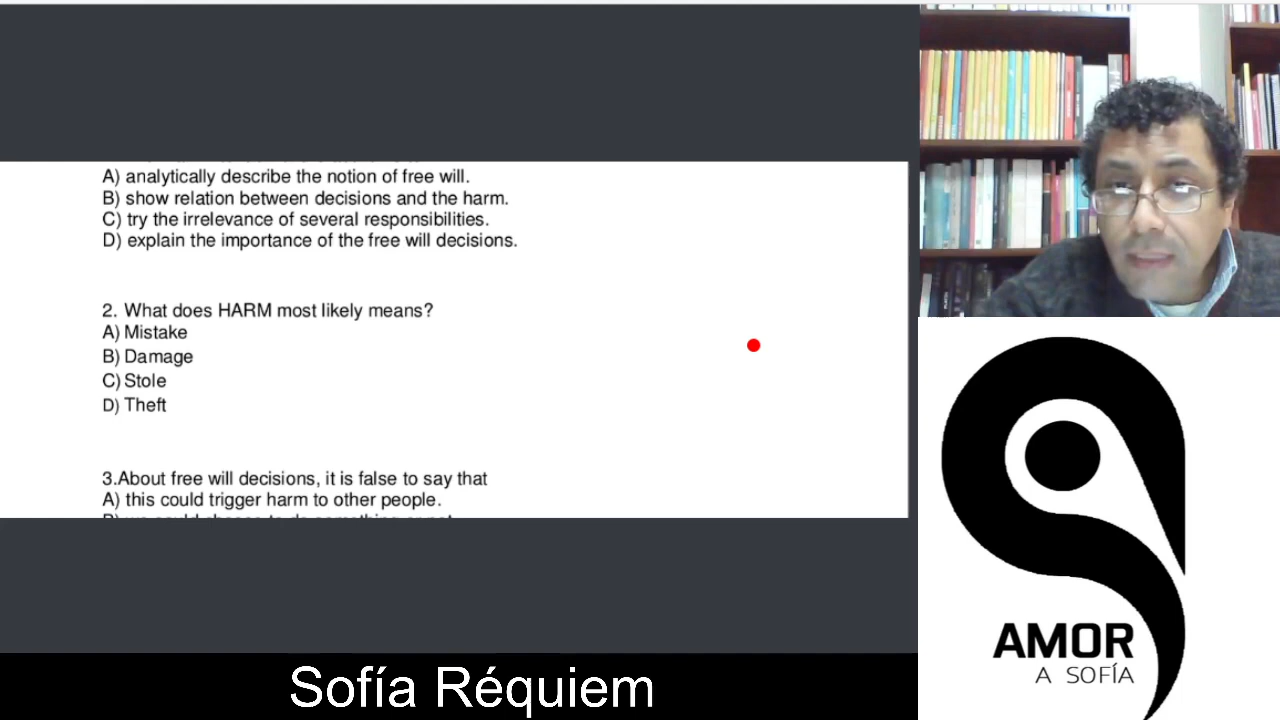 A) analytically describe the notion of free will.
B) show relation between decisions and the harm.
C) try the irrelevance of several responsibilities.
D) explain the importance of the free will decisions.
2. What does HARM most likely means?
A) Mistake
B) Damage
C) Stole
D) Theft
3.About free will decisions, it is false to say that
A) this could trigger harm to other people.
AMOR
A SOFÍA
Sofía Réquiem